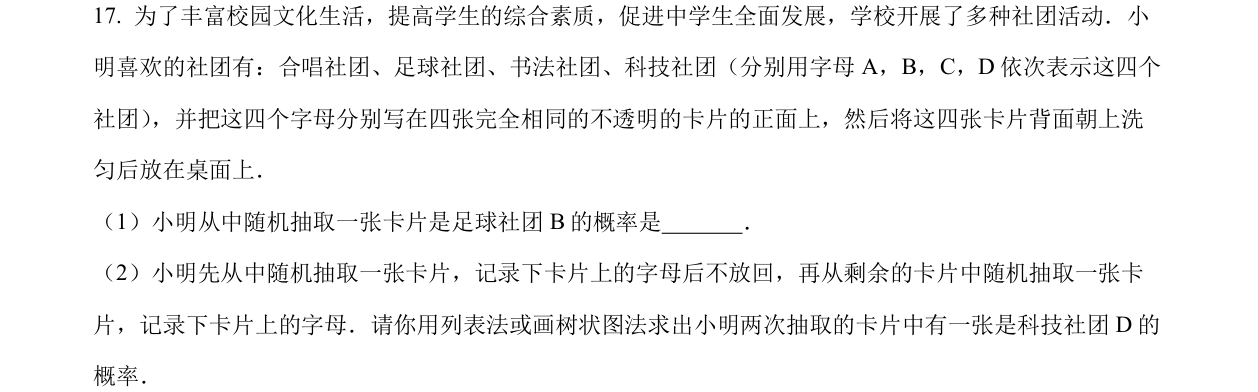 17. 为了丰富校园文化生活，提高学生的综合素质，促进中学生全面发展，学校开展了多种社团活动．小
明喜欢的社团有：合唱社团、足球社团、书法社团、科技社团（分别用字母 A，B，C，D 依次表示这四个
社团），并把这四个字母分别写在四张完全相同的不透明的卡片的正面上，然后将这四张卡片背面朝上洗
匀后放在桌面上．
（1）小明从中随机抽取一张卡片是足球社团 B 的概率是_______．
（2）小明先从中随机抽取一张卡片，记录下卡片上的字母后不放回，再从剩余的卡片中随机抽取一张卡
片，记录下卡片上的字母．请你用列表法或画树状图法求出小明两次抽取的卡片中有一张是科技社团 D 的
概率．